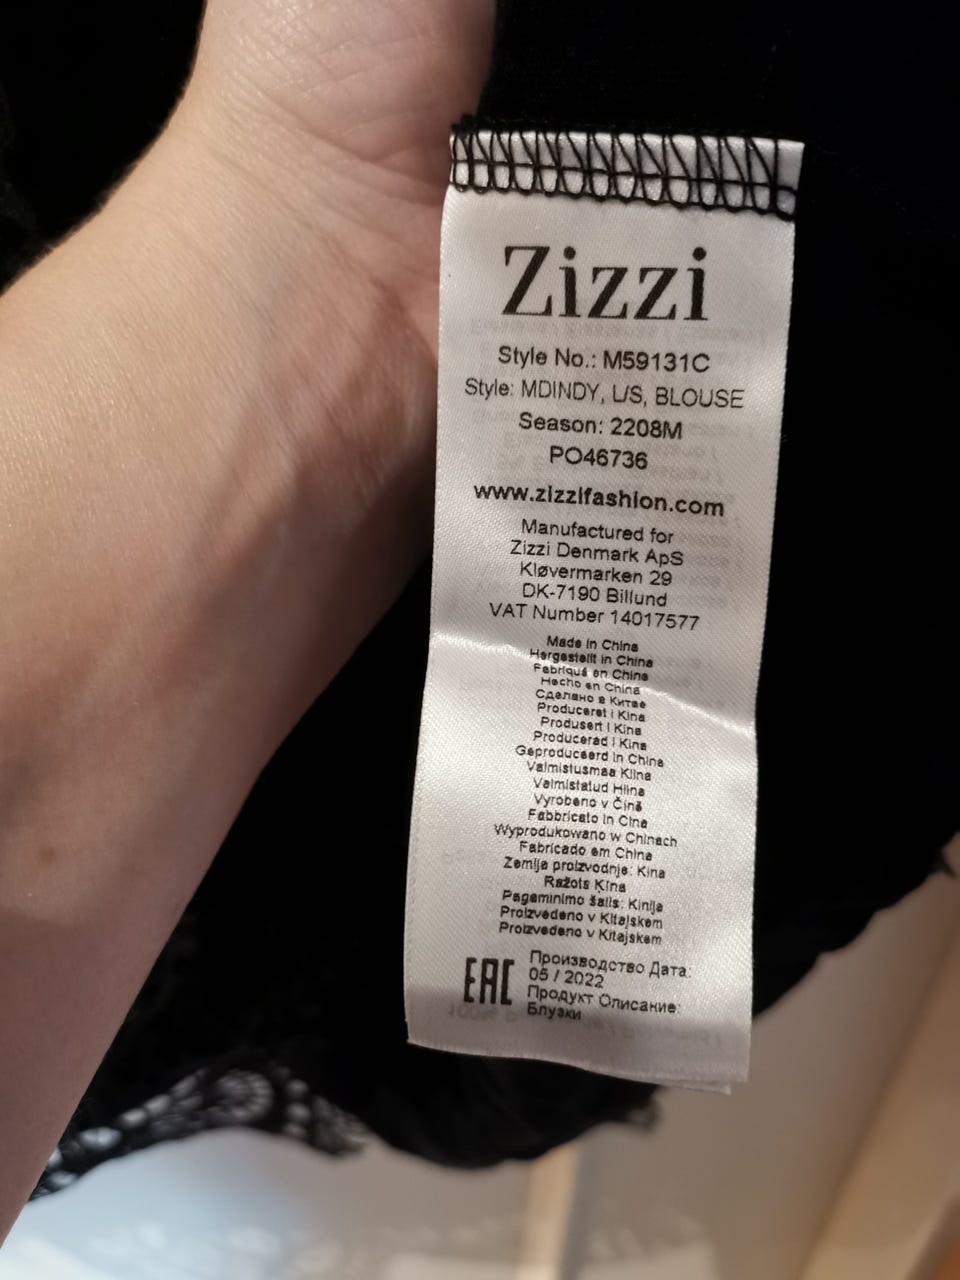 Zizzi
Style No.: M59131C
Style: MDINDY, L/S, BLOUSE
Season: 2208M
PO46736
www.zizzifashion.com
Manufactured for
Zizzi Denmark ApS
Kløvermarken 29
DK-7190 Billund
VAT Number 14017577
Made in China
Hergestellt in China
Fabriqué en Chine
Hecho en China
Сделано в Китае
Produceret i Kina
Produsert i Kina
Producerad i Kina
Geproduceerd in China
Valmistusmaa Kiina
Valmistatud Hiina
Vyrobeno v Číně
Fabbricato in Cina
Wyprodukowano w Chinach
Fabricado em China
Zemlja proizvodnje: Kina
Ražots Ķīna
Pagaminimo šalis: Kinija
Proizvedeno v Kitajskem
Proizvedeno v Kitajskem
EAC
Производство Дата:
05 / 2022
Продукт Описание:
Блузки